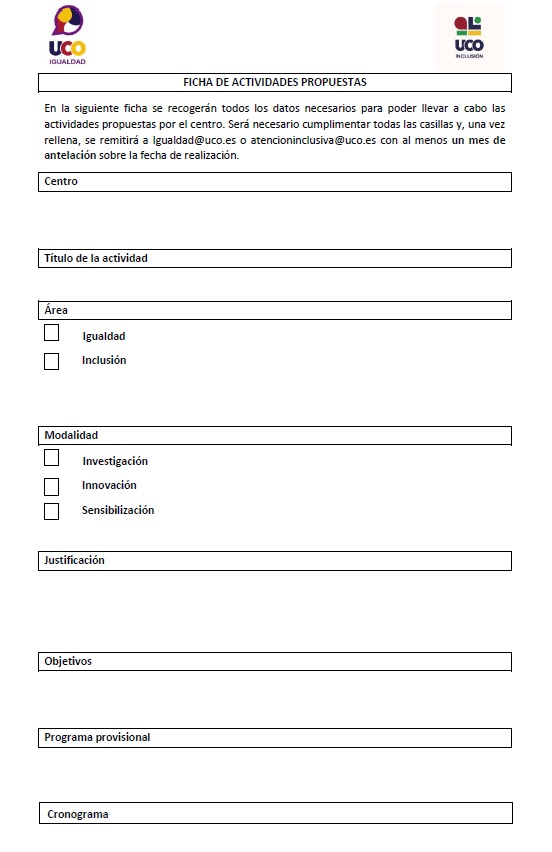 UCO
IGUALDAD
UCO
INCLUSIÓN
FICHA DE ACTIVIDADES PROPUESTAS
En la siguiente ficha se recogerán todos los datos necesarios para poder llevar a cabo las
actividades propuestas por el centro. Será necesario cumplimentar todas las casillas y, una vez
rellena, se remitirá a Igualdad@uco.es o atencioninclusiva@uco.es con al menos un mes de
antelación sobre la fecha de realización.
Centro
Título de la actividad
Área
Igualdad
Inclusión
Modalidad
Investigación
Innovación
Sensibilización
Justificación
Objetivos
Programa provisional
Cronograma